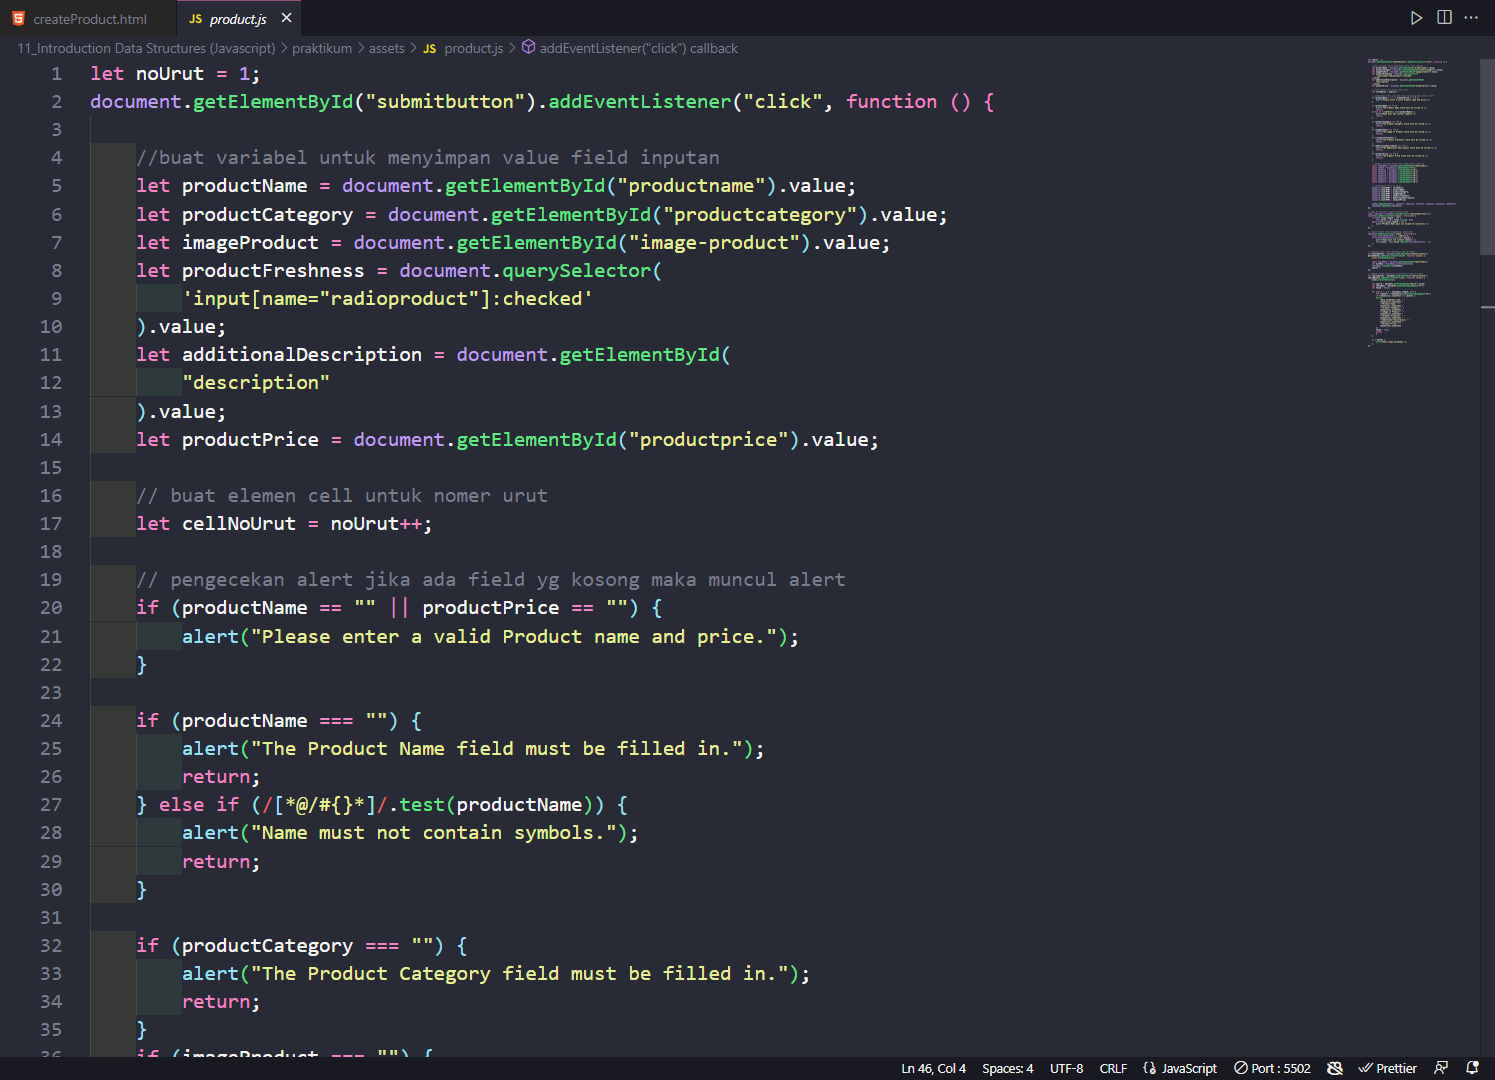 createProduct.html
JS product.js
11_Introduction Data Structures (Javascript) > praktikum > assets > JS product.js > addEventListener("click") callback
1 let noUrut = 1;
2 document.getElementById("submitbutton").addEventListener("click", function () {
3
4 //buat variabel untuk menyimpan value field inputan
5 let productName = document.getElementById("productname").value;
6 let productCategory = document.getElementById("productcategory").value;
7 let imageProduct = document.getElementById("image-product").value;
8 let productFreshness = document.querySelector(
9 'input[name="radioproduct"]:checked'
10 ).value;
11 let additionalDescription = document.getElementById(
12 "description"
13 ).value;
14 let productPrice = document.getElementById("productprice").value;
15
16 // buat elemen cell untuk nomer urut
17 let cellNoUrut = noUrut++;
18
19 // pengecekan alert jika ada field yg kosong maka muncul alert
20 if (productName == "" || productPrice == "") {
21 alert("Please enter a valid Product name and price.");
22 }
23
24 if (productName === "") {
25 alert("The Product Name field must be filled in.");
26 return;
27 } else if (/[*@/#{}*]/.test(productName)) {
28 alert("Name must not contain symbols.");
29 return;
30 }
31
32 if (productCategory === "") {
33 alert("The Product Category field must be filled in.");
34 return;
35 }
36 if (imageProduct === "") {
Ln 46, Col 4 Spaces: 4 UTF-8 CRLF JavaScript Port : 5502 Prettier